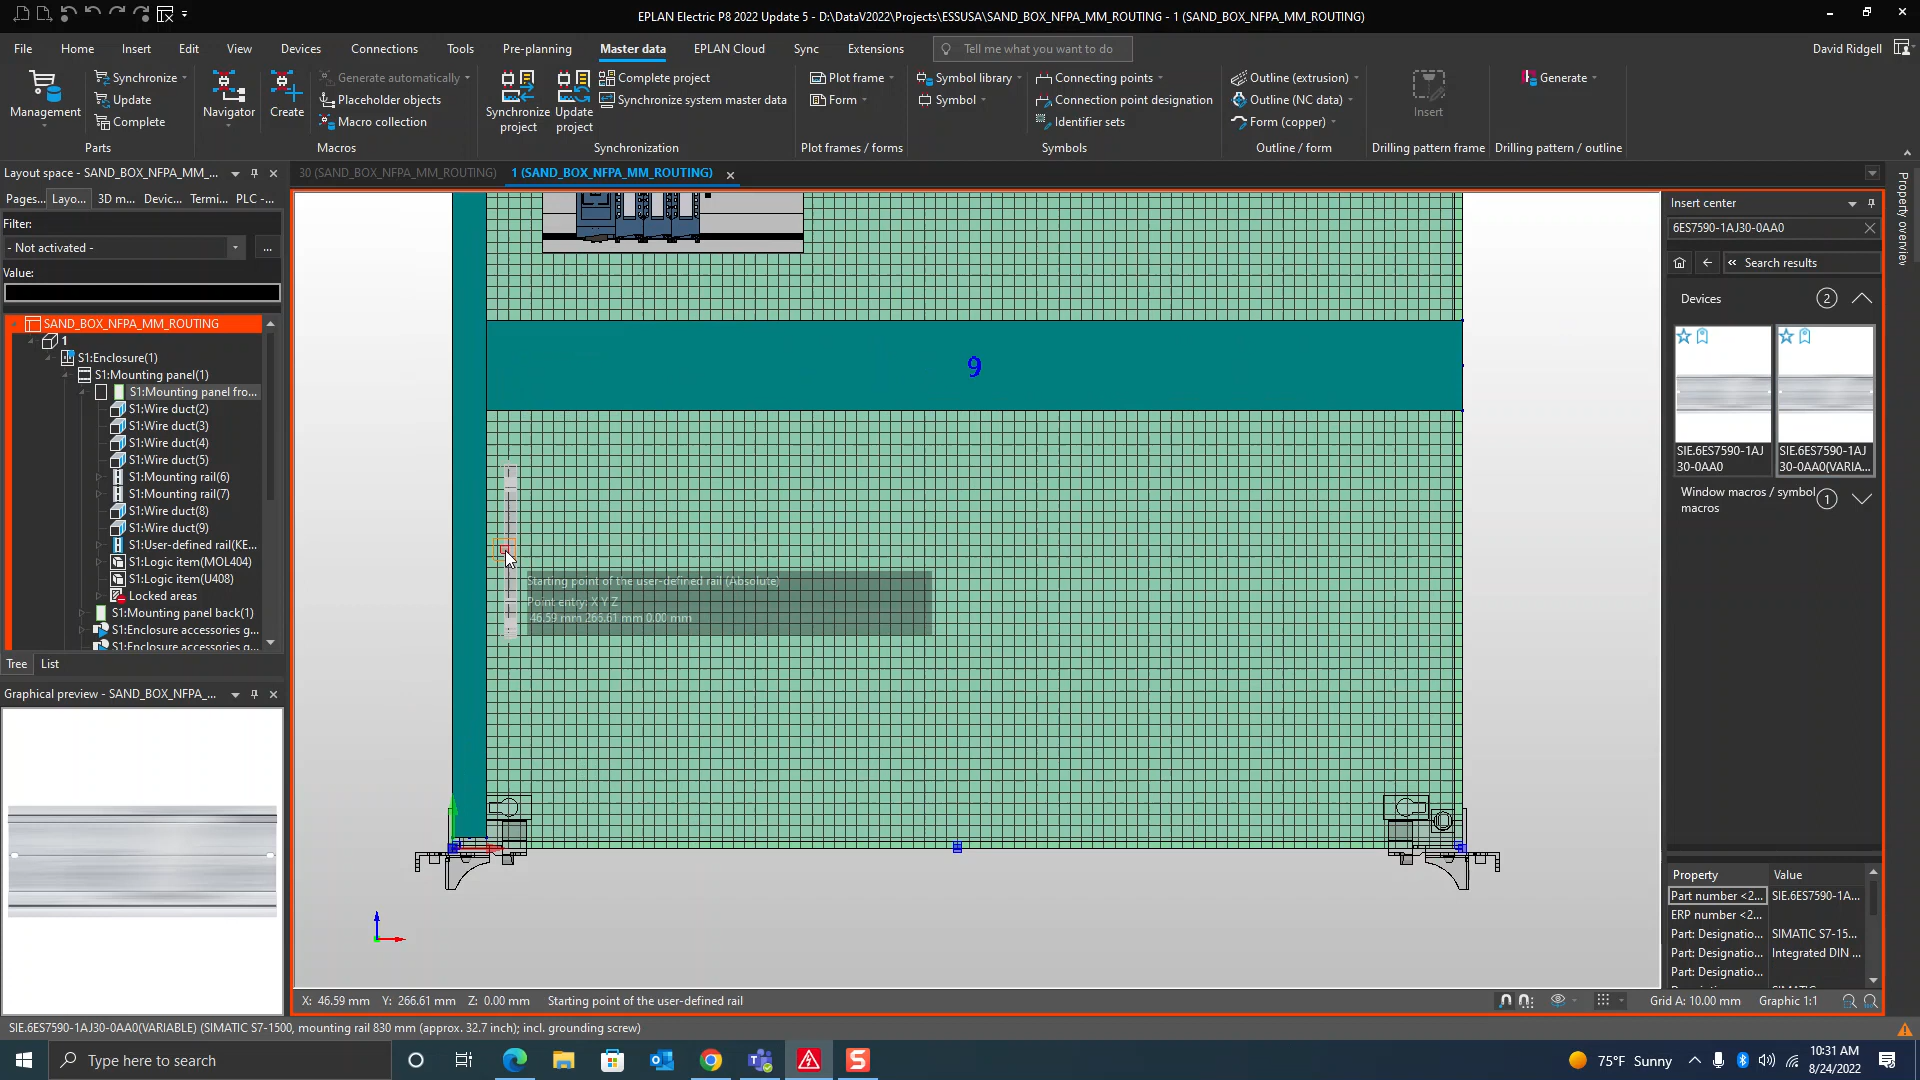 EPLAN Electric P8 2022 Update 5 - D:\DataV2022\Projects\ESSUSA\SAND_BOX_NFPA_MM_ROUTING - 1 (SAND_BOX_NFPA_MM_ROUTING)
File Home Insert Edit View Devices Connections Tools Pre-planning Master data EPLAN Cloud Sync Extensions Tell me what you want to do David Ridgell
Management
Synchronize
Update
Complete
Parts
Navigator
Create
Generate automatically
Placeholder objects
Macro collection
Macros
Synchronize project
Update project
Complete project
Synchronize system master data
Synchronization
Plot frame
Form
Plot frames / forms
Symbol library
Symbol
Connecting points
Connection point designation
Identifier sets
Symbols
Outline (extrusion)
Outline (NC data)
Form (copper)
Outline / form
Insert
Drilling pattern frame
Generate
Drilling pattern / outline
Layout space - SAND_BOX_NFPA_MM_...
Pages... Layo... 3D m... Devic... Termi... PLC -...
Filter:
- Not activated -
...
Value:
SAND_BOX_NFPA_MM_ROUTING
1
S1:Enclosure(1)
S1:Mounting panel(1)
S1:Mounting panel fro...
S1:Wire duct(2)
S1:Wire duct(3)
S1:Wire duct(4)
S1:Wire duct(5)
S1:Mounting rail(6)
S1:Mounting rail(7)
S1:Wire duct(8)
S1:Wire duct(9)
S1:User-defined rail(KE...
S1:Logic item(MOL404)
S1:Logic item(U408)
Locked areas
S1:Mounting panel back(1)
S1:Enclosure accessories g...
S1:Enclosure accessories g...
Tree List
Graphical preview - SAND_BOX_NFPA_...
30 (SAND_BOX_NFPA_MM_ROUTING) 1 (SAND_BOX_NFPA_MM_ROUTING)
9
Starting point of the user-defined rail (Absolute)
Point entry: X Y Z
46.59 mm 266.61 mm 0.00 mm
X: 46.59 mm Y: 266.61 mm Z: 0.00 mm Starting point of the user-defined rail
Grid A: 10.00 mm Graphic 1:1
Insert center
6ES7590-1AJ30-0AA0
« Search results
Devices 2
SIE.6ES7590-1AJ
30-0AA0
SIE.6ES7590-1AJ
30-0AA0(VARIA...
Window macros / symbol
macros
1
Property overview
Property Value
Part number <2... SIE.6ES7590-1A...
ERP number <2...
Part: Designatio... SIMATIC S7-15...
Part: Designatio... Integrated DIN ...
Part: Designatio...
SIE.6ES7590-1AJ30-0AA0(VARIABLE) (SIMATIC S7-1500, mounting rail 830 mm (approx. 32.7 inch); incl. grounding screw)
Type here to search
75°F Sunny
10:31 AM
8/24/2022